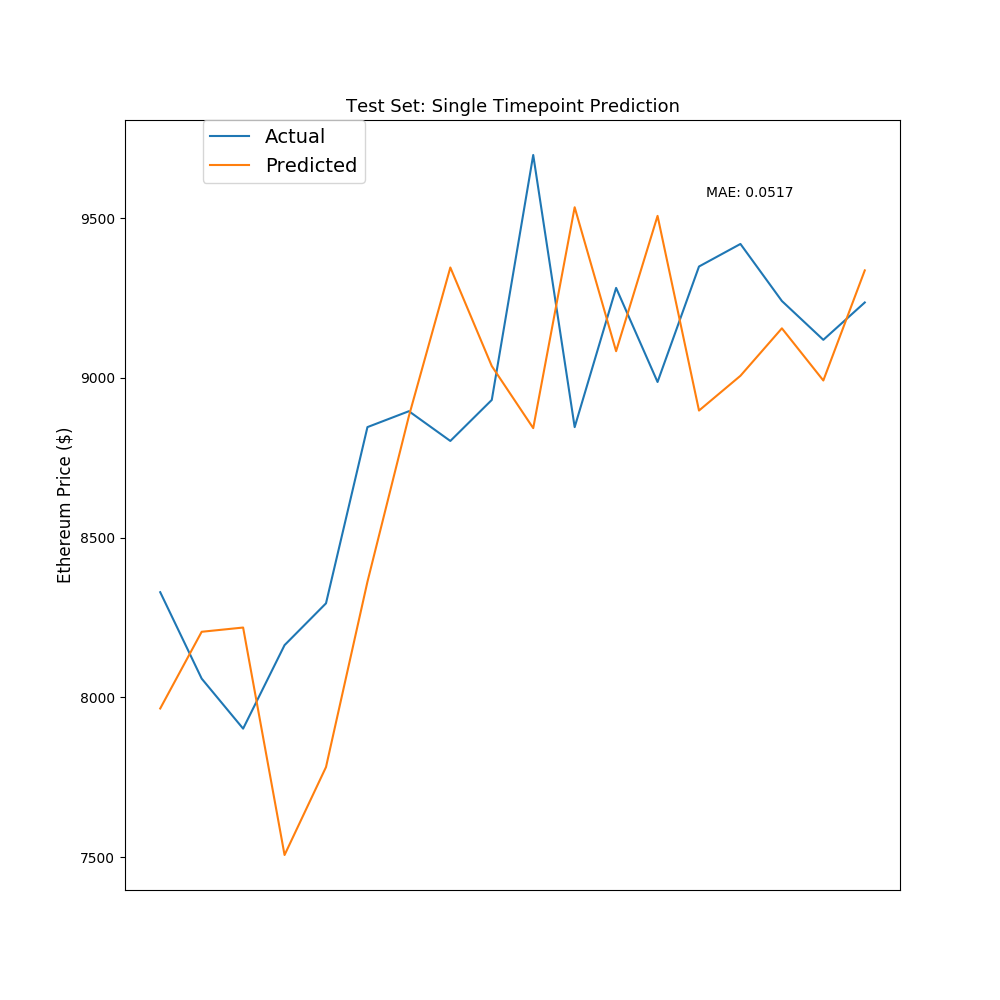 Test Set: Single Timepoint Prediction
Actual
Predicted
MAE: 0.0517
9500
9000
8500
8000
7500
Ethereum Price ($)